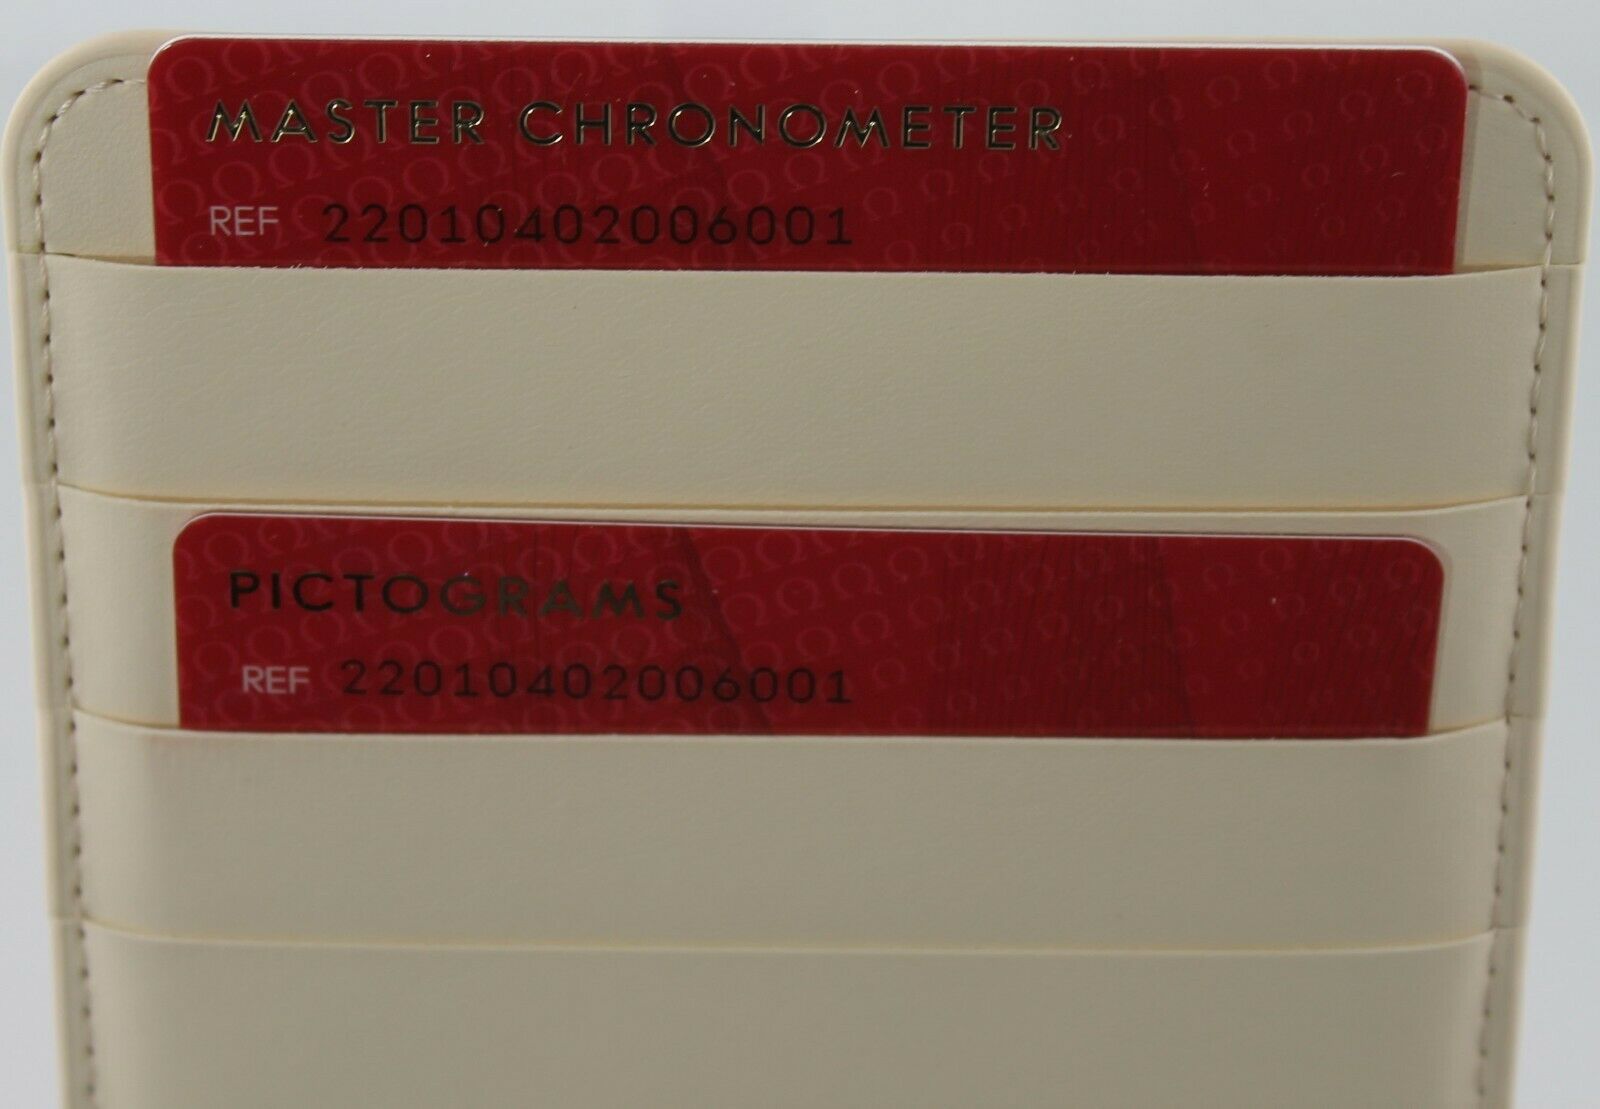 MASTER CHRONOMETER
REF 22010402006001
PICTOGRAMS
REF 22010402006001